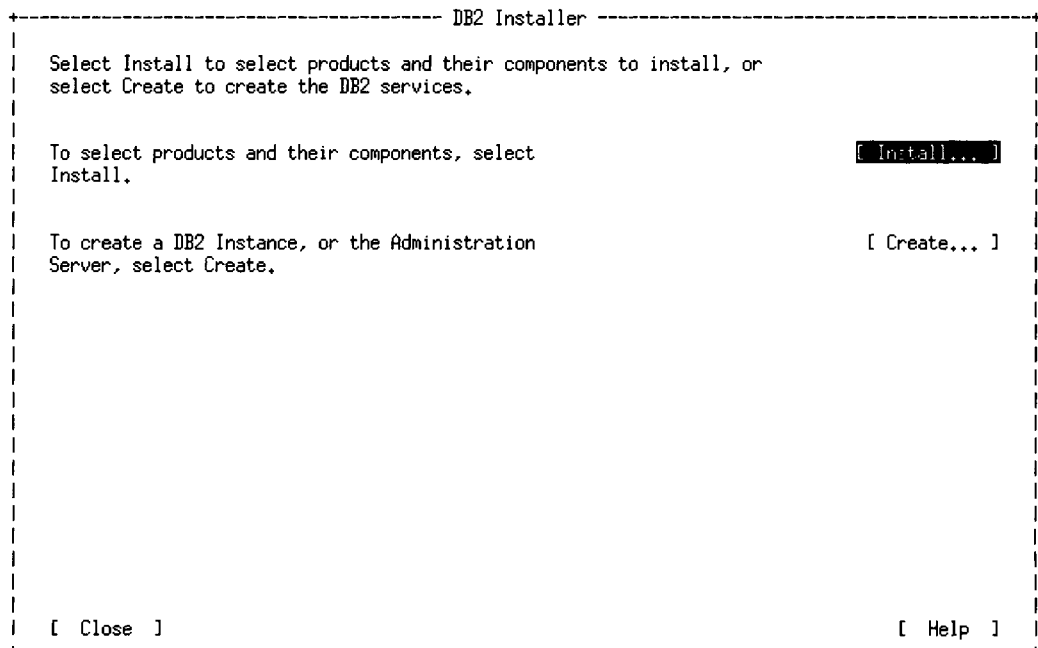 DB2 Installer
Select Install to select products and their components to install, or
select Create to create the DB2 services.
To select products and their components, select [ Install... ]
Install.
To create a DB2 Instance, or the Administration [ Create... ]
Server, select Create.
[ Close ] [ Help ]